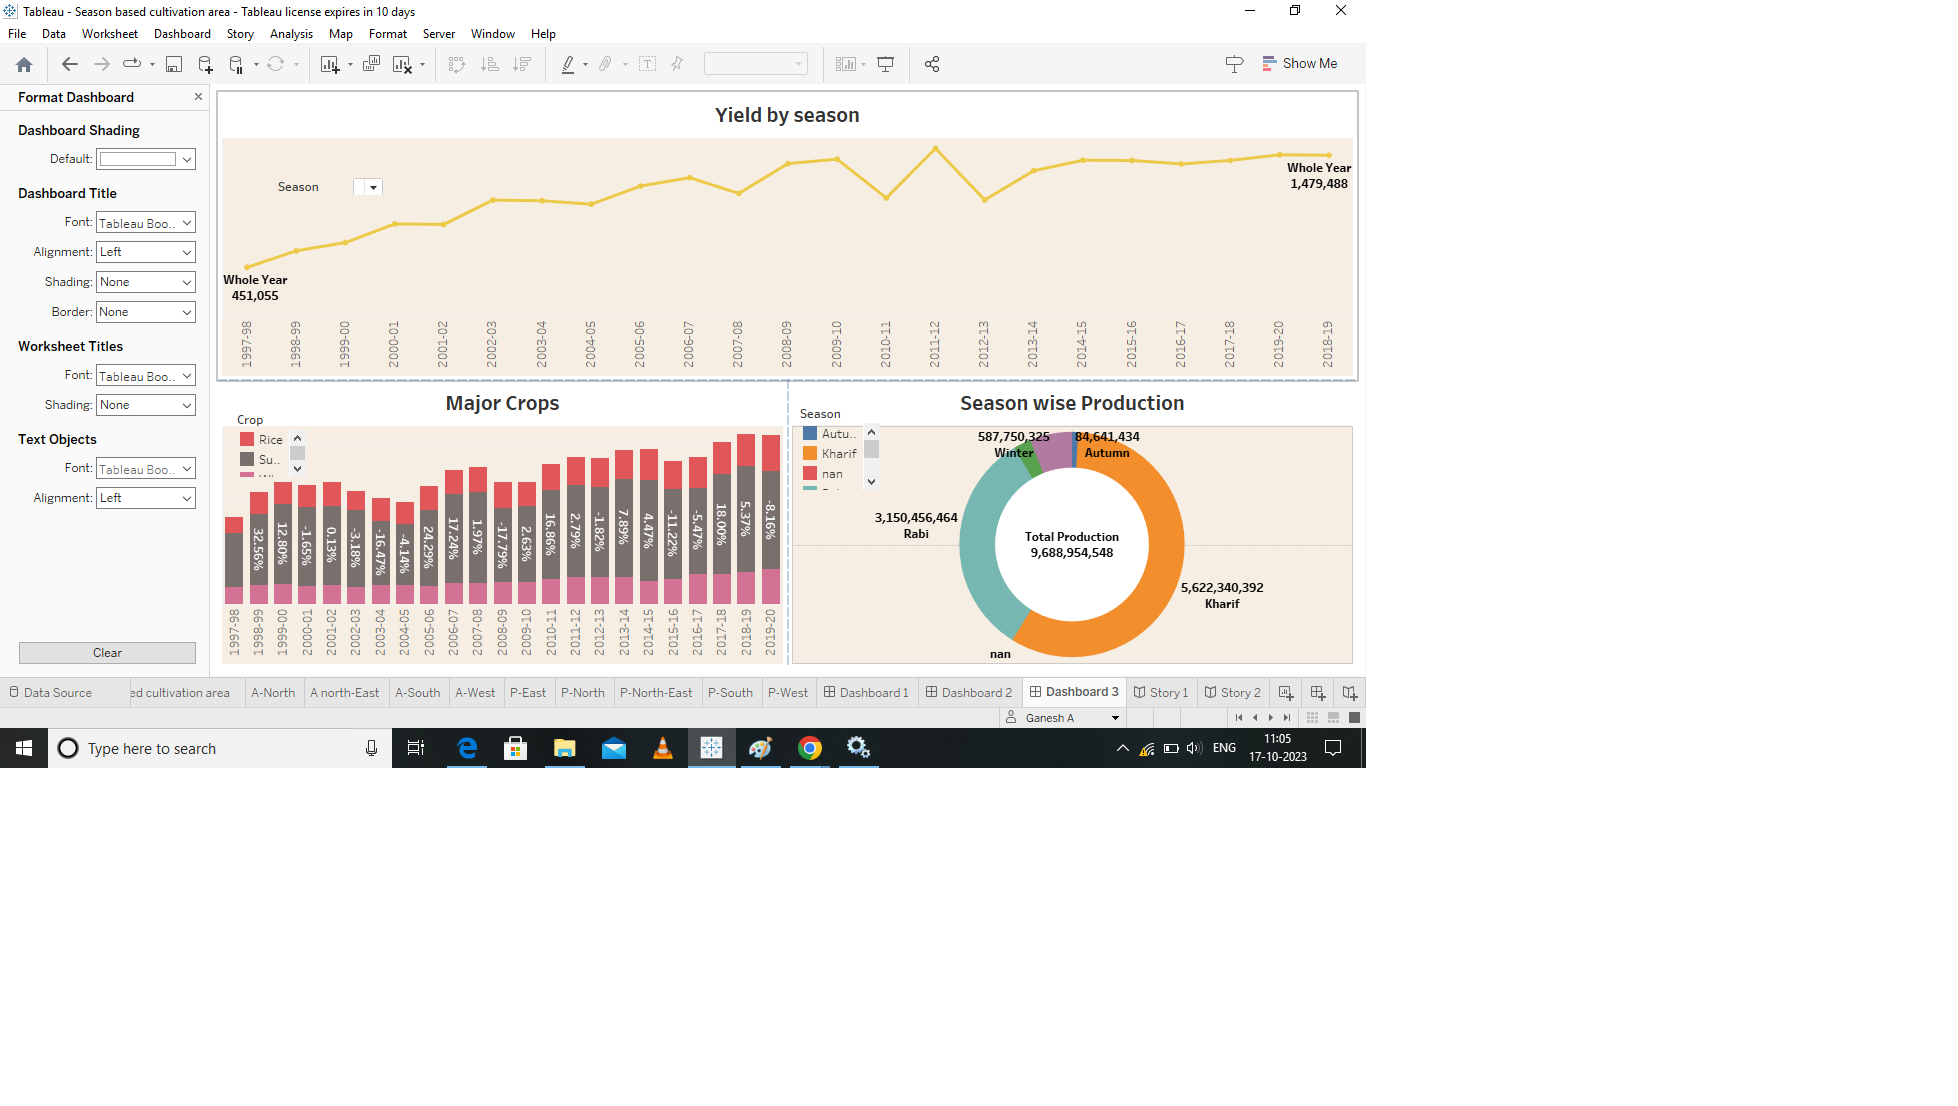 Tableau - Season based cultivation area - Tableau license expires in 10 days
File Data Worksheet Dashboard Story Analysis Map Format Server Window Help
Show Me
Format Dashboard
Dashboard Shading
Default:
Dashboard Title
Font: Tableau Boo..
Alignment: Left
Shading: None
Border: None
Worksheet Titles
Font: Tableau Boo..
Shading: None
Text Objects
Font: Tableau Boo..
Alignment: Left
Clear
Yield by season
Season
Whole Year
451,055
Whole Year
1,479,488
1997-98 1998-99 1999-00 2000-01 2001-02 2002-03 2003-04 2004-05 2005-06 2006-07 2007-08 2008-09 2009-10 2010-11 2011-12 2012-13 2013-14 2014-15 2015-16 2016-17 2017-18 2019-20 2018-19
Major Crops
Crop
Rice
Su..
32.56% 12.80% -1.65% 0.13% -3.18% -16.47% -4.14% 24.29% 17.24% 1.97% -17.79% 2.63% 16.86% 2.79% -1.82% 7.89% 4.47% -11.22% -5.47% 18.00% 5.37% -8.16%
1997-98 1998-99 1999-00 2000-01 2001-02 2002-03 2003-04 2004-05 2005-06 2006-07 2007-08 2008-09 2009-10 2010-11 2011-12 2012-13 2013-14 2014-15 2015-16 2016-17 2017-18 2018-19 2019-20
Season wise Production
Season
Autu..
Kharif
nan
587,750,325
Winter
84,641,434
Autumn
3,150,456,464
Rabi
Total Production
9,688,954,548
5,622,340,392
Kharif
nan
Data Source ed cultivation area A-North A north-East A-South A-West P-East P-North P-North-East P-South P-West Dashboard 1 Dashboard 2 Dashboard 3 Story 1 Story 2
Ganesh A
Type here to search
ENG
11:05
17-10-2023